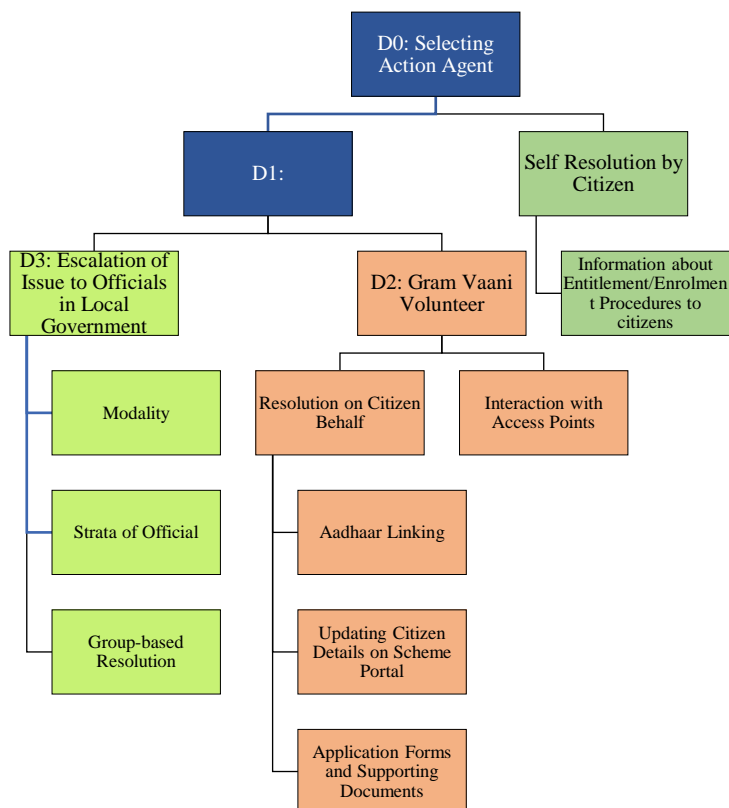 D0: Selecting
Action Agent
D1:
Self Resolution by
Citizen
D3: Escalation of
Issue to Officials
in Local
Government
D2: Gram Vaani
Volunteer
Information about
Entitlement/Enrolmen
t Procedures to
citizens
Modality
Resolution on Citizen
Behalf
Interaction with
Access Points
Strata of Official
Aadhaar Linking
Group-based
Resolution
Updating Citizen
Details on Scheme
Portal
Application Forms
and Supporting
Documents